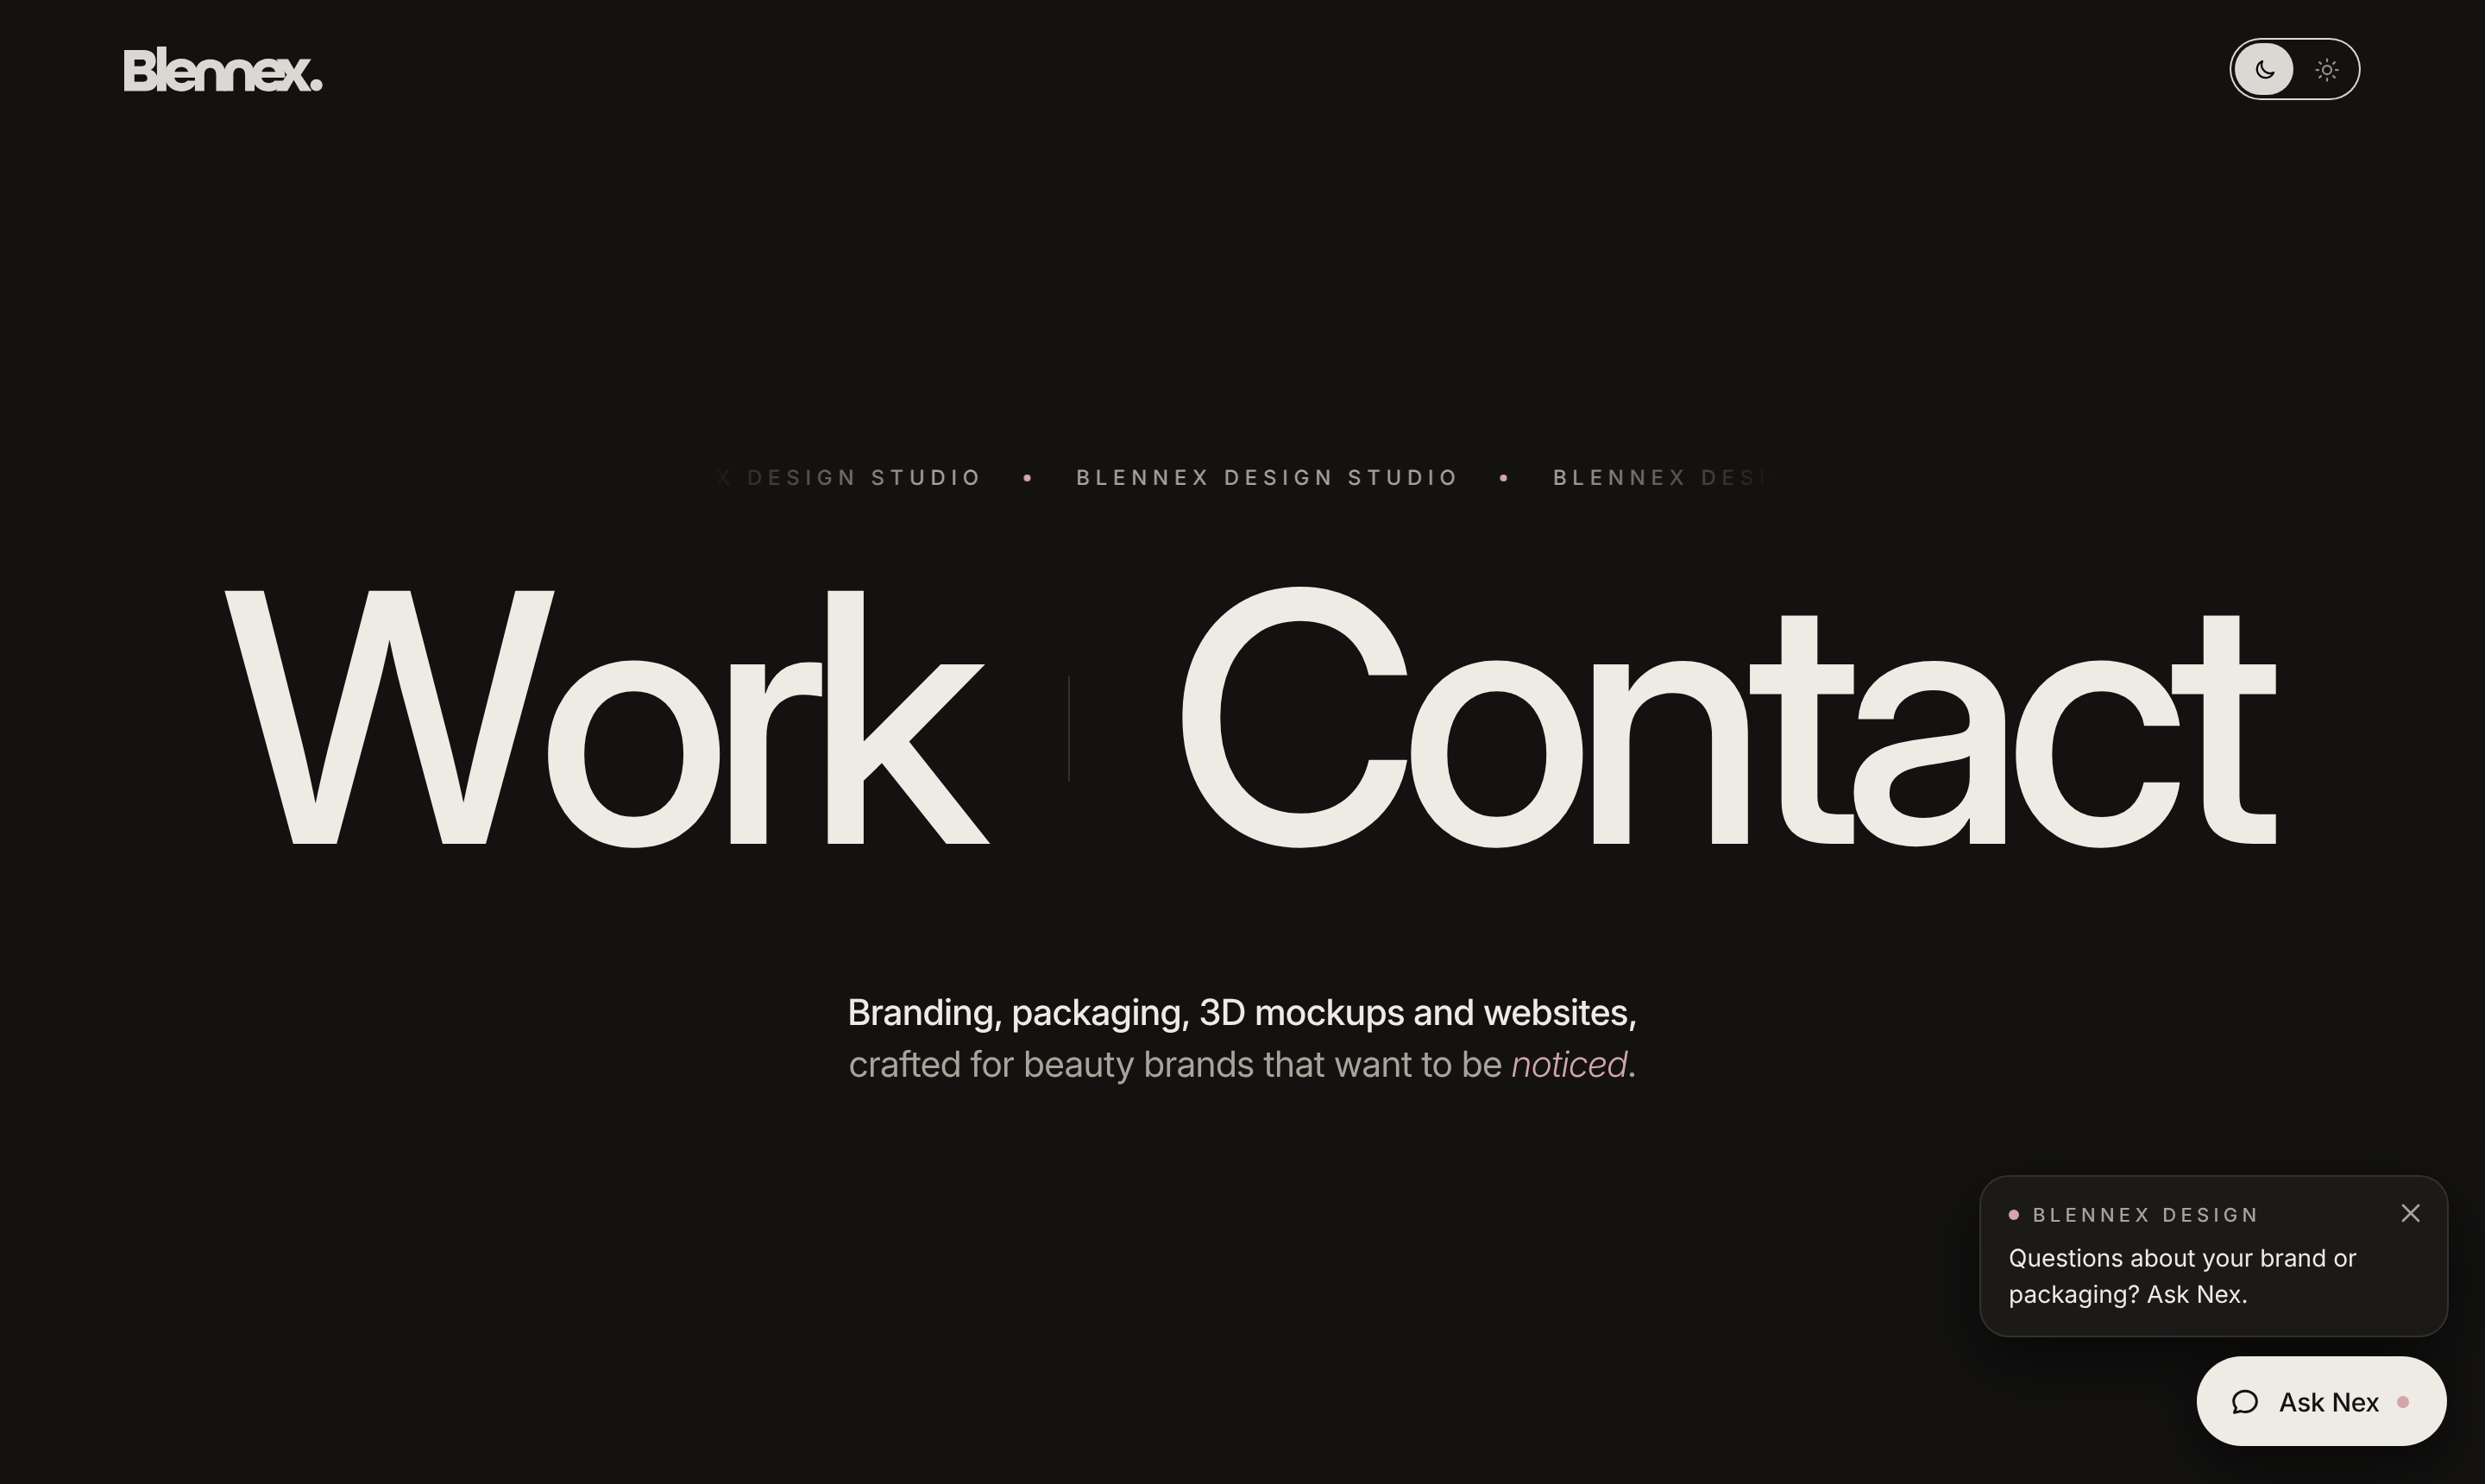 Blennex.
X DESIGN STUDIO • BLENNEX DESIGN STUDIO • BLENNEX DESI
Work
Contact
Branding, packaging, 3D mockups and websites,
crafted for beauty brands that want to be noticed.
BLENNEX DESIGN
Questions about your brand or
packaging? Ask Nex.
Ask Nex